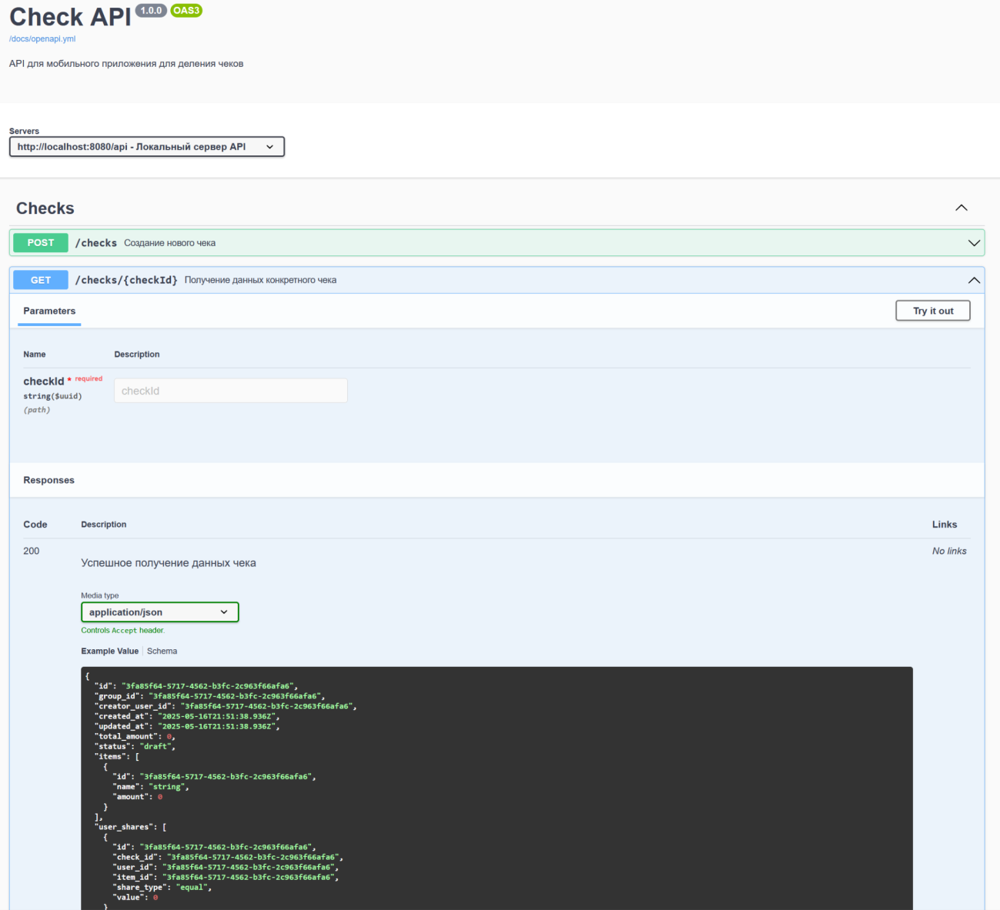 Check API 1.0.0 OAS3
/docs/openapi.yml
API для мобильного приложения для деления чеков
Servers
http://localhost:8080/api - Локальный сервер API
Checks
POST /checks Создание нового чека
GET /checks/{checkId} Получение данных конкретного чека
Parameters Try it out
Name Description
checkId * required checkId
string($uuid)
(path)
Responses
Code Description Links
200 No links
Успешное получение данных чека
Media type
application/json
Controls Accept header.
Example Value Schema
{
"id": "3fa85f64-5717-4562-b3fc-2c963f66afa6",
"group_id": "3fa85f64-5717-4562-b3fc-2c963f66afa6",
"creator_user_id": "3fa85f64-5717-4562-b3fc-2c963f66afa6",
"created_at": "2025-05-16T21:51:38.936Z",
"updated_at": "2025-05-16T21:51:38.936Z",
"total_amount": 0,
"status": "draft",
"items": [
{
"id": "3fa85f64-5717-4562-b3fc-2c963f66afa6",
"name": "string",
"amount": 0
}
],
"user_shares": [
{
"id": "3fa85f64-5717-4562-b3fc-2c963f66afa6",
"check_id": "3fa85f64-5717-4562-b3fc-2c963f66afa6",
"user_id": "3fa85f64-5717-4562-b3fc-2c963f66afa6",
"item_id": "3fa85f64-5717-4562-b3fc-2c963f66afa6",
"share_type": "equal",
"value": 0
}